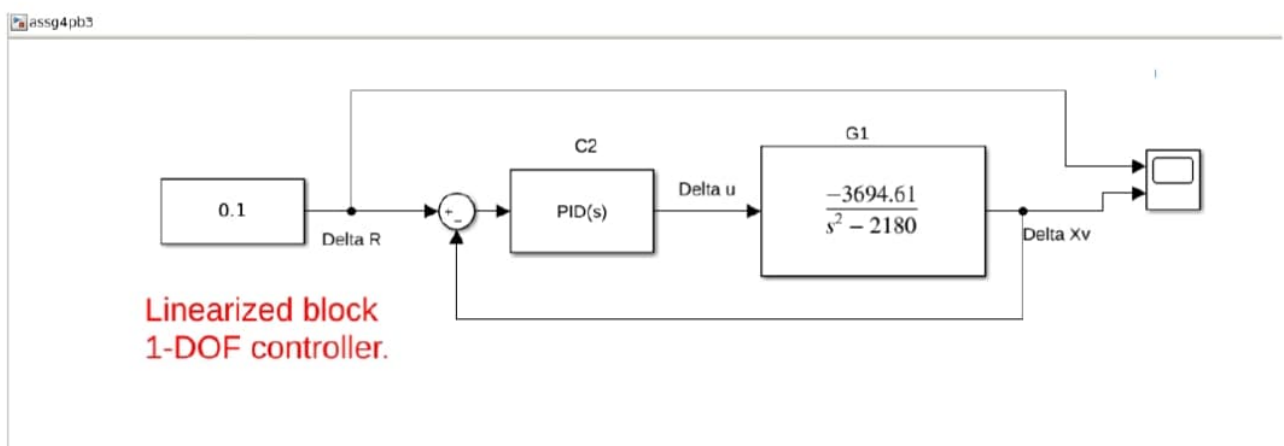 assg4pb3
G1
C2
Delta u
−3694.61
s² − 2180
0.1
PID(s)
+
−
Delta R
Delta Xv
Linearized block
1-DOF controller.